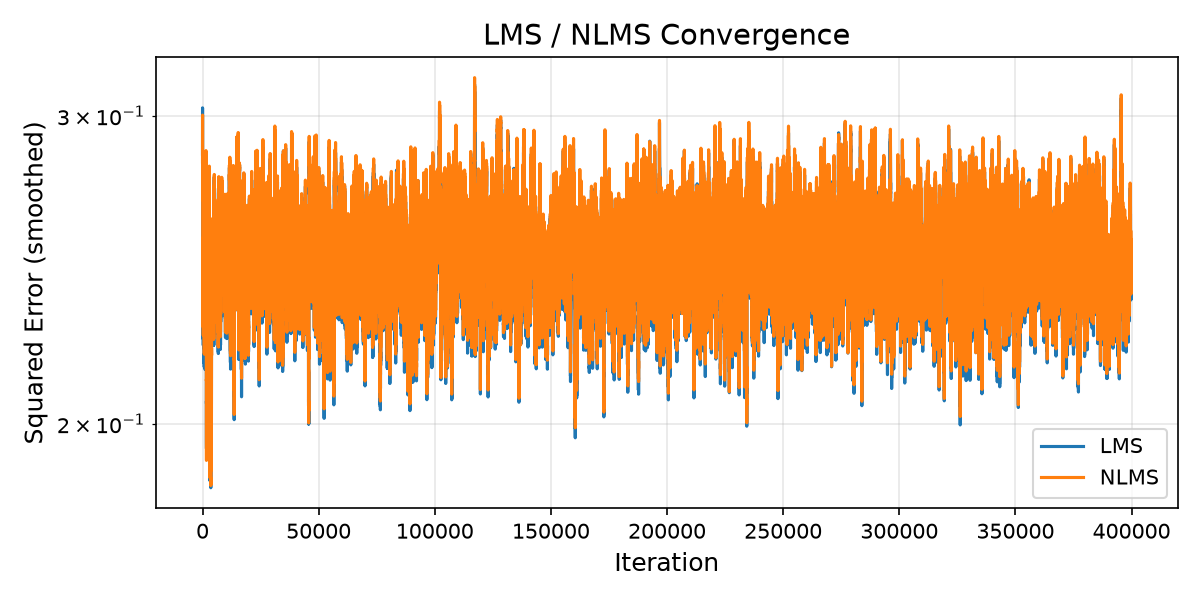 LMS / NLMS Convergence
Squared Error (smoothed)
3 × 10⁻¹
2 × 10⁻¹
LMS
NLMS
0 50000 100000 150000 200000 250000 300000 350000 400000
Iteration